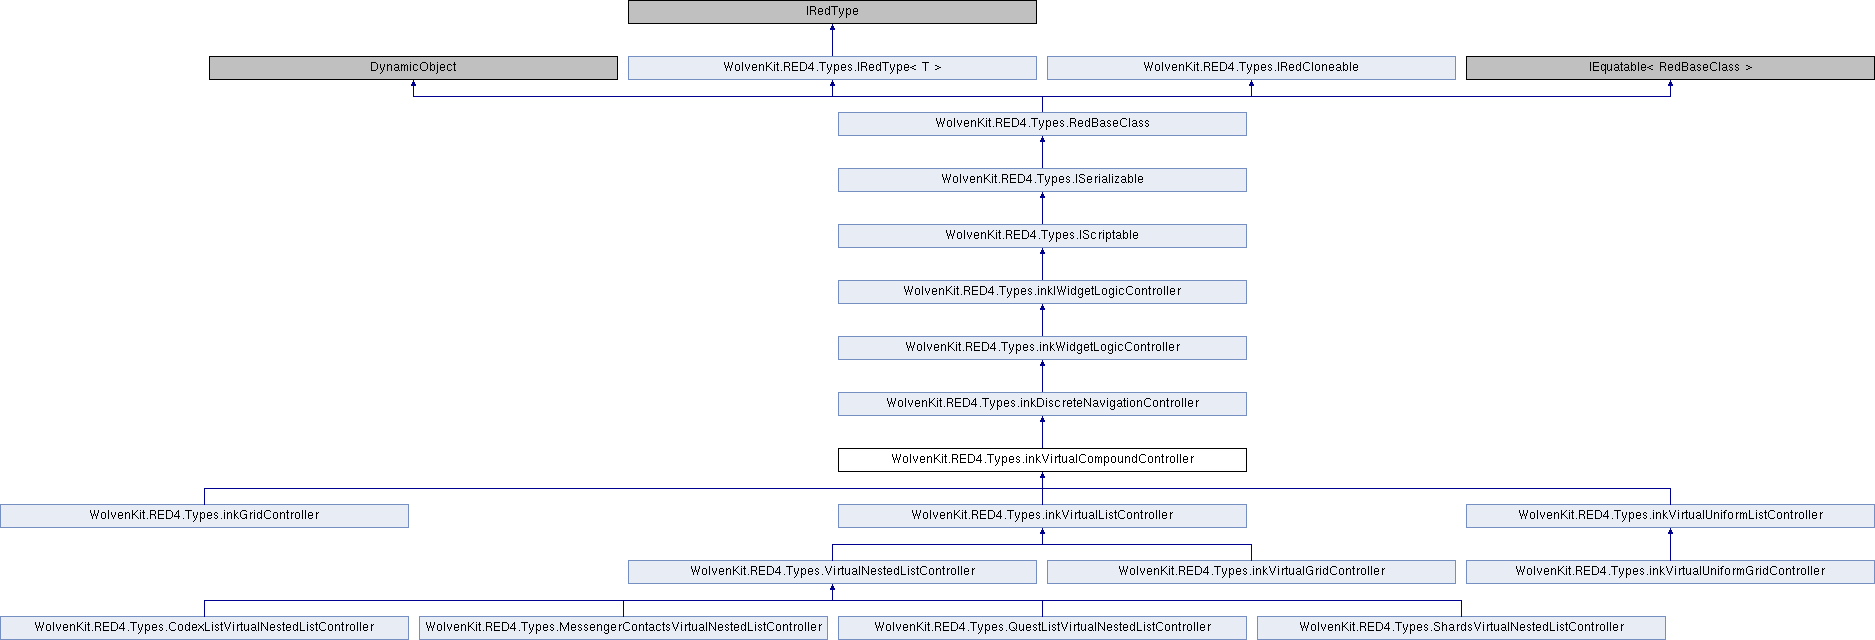 IRedType
DynamicObject
WolvenKit.RED4.Types.IRedType< T >
WolvenKit.RED4.Types.IRedCloneable
IEquatable< RedBaseClass >
WolvenKit.RED4.Types.RedBaseClass
WolvenKit.RED4.Types.ISerializable
WolvenKit.RED4.Types.IScriptable
WolvenKit.RED4.Types.inkIWidgetLogicController
WolvenKit.RED4.Types.inkWidgetLogicController
WolvenKit.RED4.Types.inkDiscreteNavigationController
WolvenKit.RED4.Types.inkVirtualCompoundController
WolvenKit.RED4.Types.inkGridController
WolvenKit.RED4.Types.inkVirtualListController
WolvenKit.RED4.Types.inkVirtualUniformListController
WolvenKit.RED4.Types.VirtualNestedListController
WolvenKit.RED4.Types.inkVirtualGridController
WolvenKit.RED4.Types.inkVirtualUniformGridController
WolvenKit.RED4.Types.CodexListVirtualNestedListController
WolvenKit.RED4.Types.MessengerContactsVirtualNestedListController
WolvenKit.RED4.Types.QuestListVirtualNestedListController
WolvenKit.RED4.Types.ShardsVirtualNestedListController